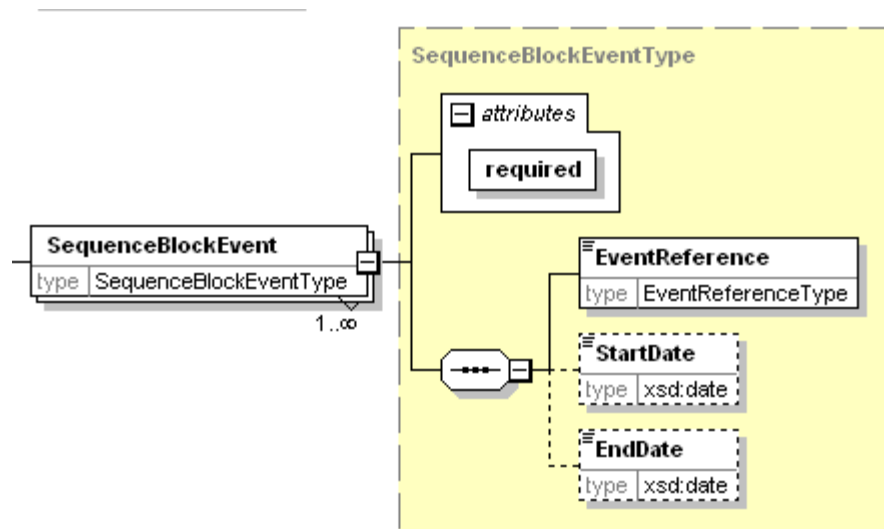 SequenceBlockEventType
attributes
required
SequenceBlockEvent
type SequenceBlockEventType
1..∞
EventReference
type EventReferenceType
StartDate
type xsd:date
EndDate
type xsd:date